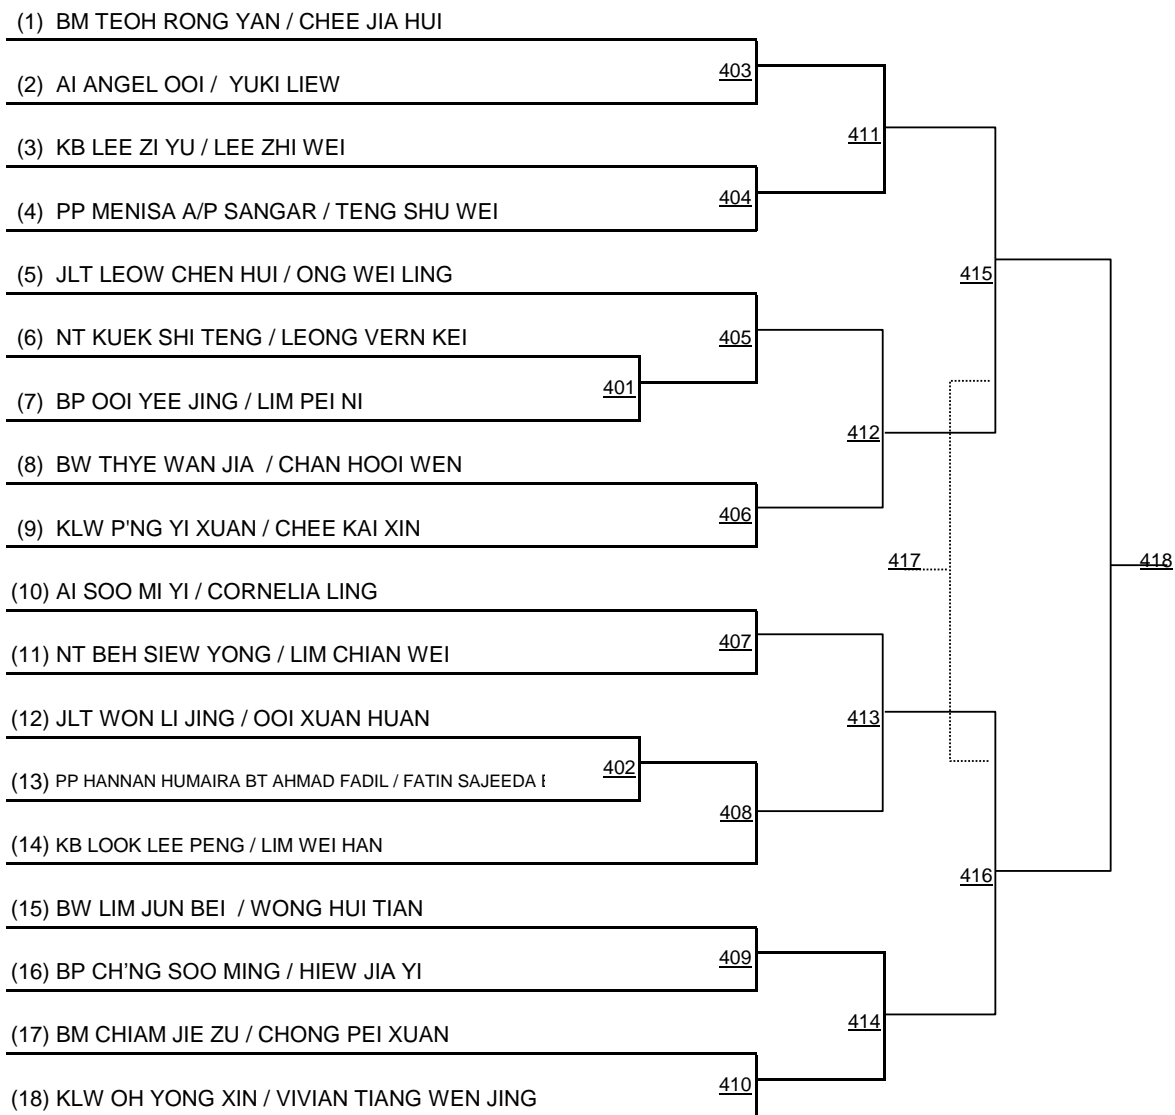 (1) BM TEOH RONG YAN / CHEE JIA HUI
403
(2) AI ANGEL OOI / YUKI LIEW
411
(3) KB LEE ZI YU / LEE ZHI WEI
404
(4) PP MENISA A/P SANGAR / TENG SHU WEI
(5) JLT LEOW CHEN HUI / ONG WEI LING
415
(6) NT KUEK SHI TENG / LEONG VERN KEI
405
401
(7) BP OOI YEE JING / LIM PEI NI
412
(8) BW THYE WAN JIA / CHAN HOOI WEN
406
(9) KLW P'NG YI XUAN / CHEE KAI XIN
417
418
(10) AI SOO MI YI / CORNELIA LING
407
(11) NT BEH SIEW YONG / LIM CHIAN WEI
(12) JLT WON LI JING / OOI XUAN HUAN
413
402
(13) PP HANNAN HUMAIRA BT AHMAD FADIL / FATIN SAJEEDA
408
(14) KB LOOK LEE PENG / LIM WEI HAN
416
(15) BW LIM JUN BEI / WONG HUI TIAN
409
(16) BP CH'NG SOO MING / HIEW JIA YI
414
(17) BM CHIAM JIE ZU / CHONG PEI XUAN
410
(18) KLW OH YONG XIN / VIVIAN TIANG WEN JING